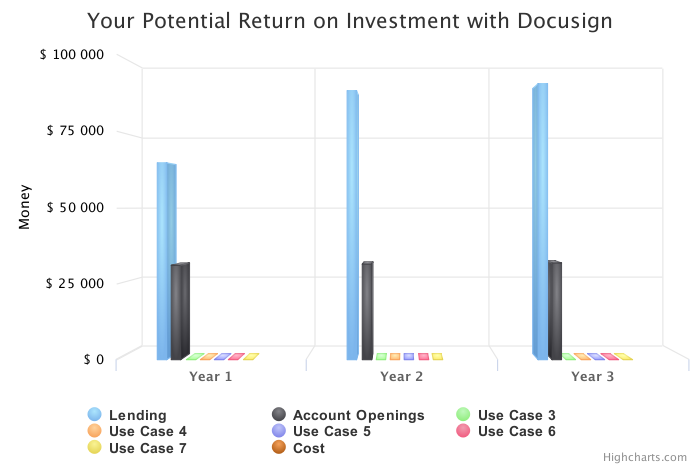 Your Potential Return on Investment with Docusign
$ 100 000
$ 75 000
Money
$ 50 000
$ 25 000
$ 0
Year 1 Year 2 Year 3
Lending Account Openings Use Case 3
Use Case 4 Use Case 5 Use Case 6
Use Case 7 Cost
Highcharts.com